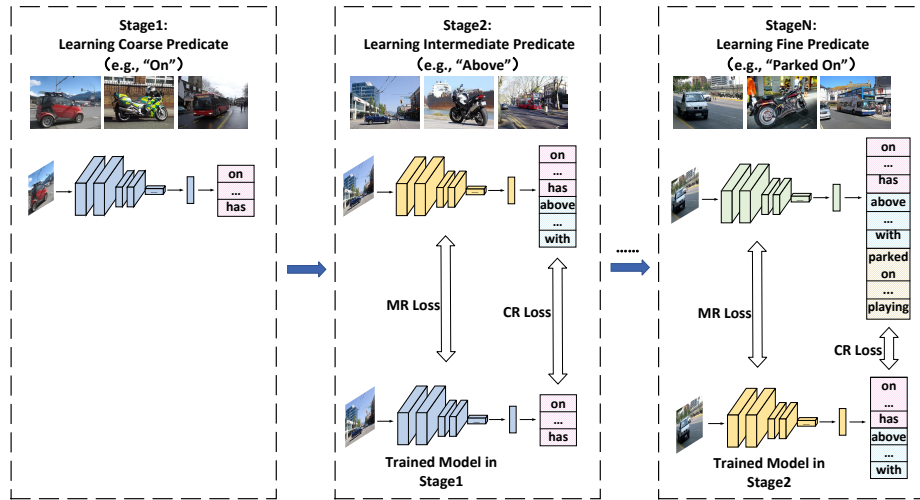 Stage1:
Learning Coarse Predicate
(e.g., “On”)
on
...
has
Stage2:
Learning Intermediate Predicate
(e.g., “Above”)
on
...
has
above
...
with
MR Loss
CR Loss
on
...
has
Trained Model in
Stage1
......
StageN:
Learning Fine Predicate
(e.g., “Parked On”)
on
...
has
above
...
with
parked
on
...
playing
MR Loss
CR Loss
on
...
has
above
...
with
Trained Model in
Stage2